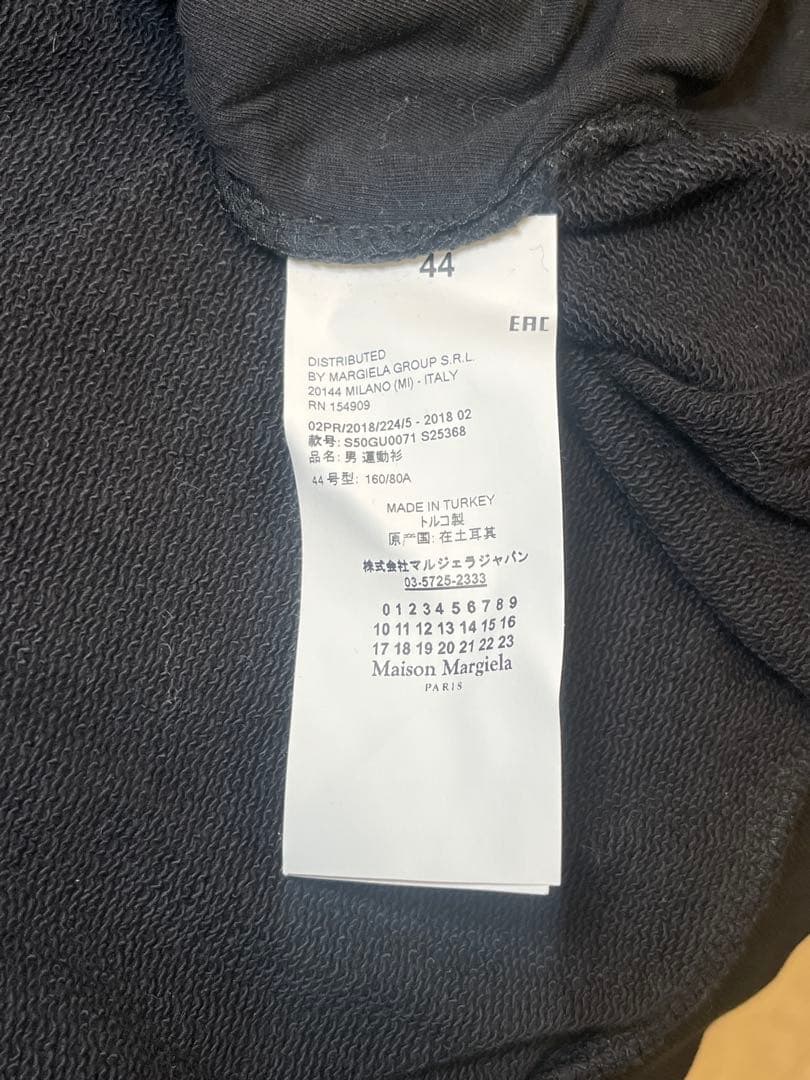 44
EAC
DISTRIBUTED
BY MARGIELA GROUP S.R.L.
20144 MILANO (MI) - ITALY
RN 154909
02PR/2018/224/5 - 2018 02
款号: S50GU0071 S25368
品名: 男 運動衫
44 号型: 160/80A
MADE IN TURKEY
トルコ製
原产国: 在土耳其
株式会社マルジェラジャパン
03-5725-2333
0 1 2 3 4 5 6 7 8 9
10 11 12 13 14 15 16
17 18 19 20 21 22 23
Maison Margiela
PARIS